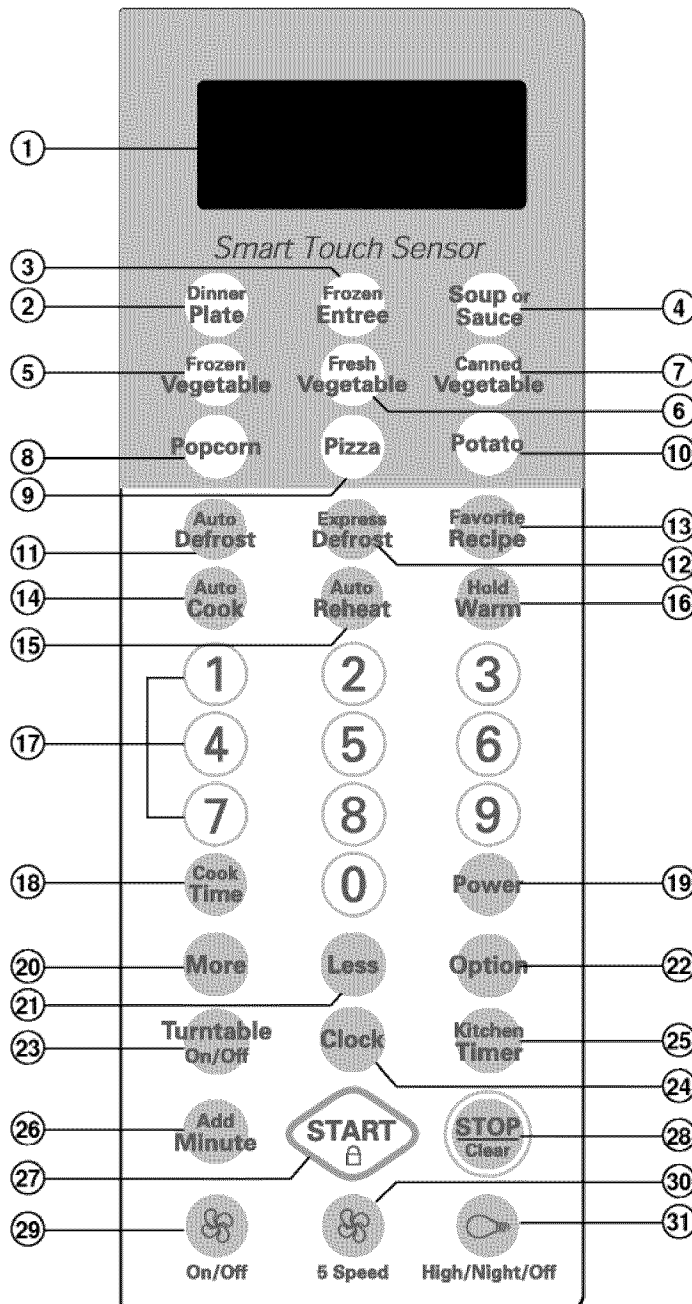 1
Smart Touch Sensor
3
2
Dinner Plate
Frozen Entree
Soup or Sauce
4
5
Frozen Vegetable
Fresh Vegetable
Canned Vegetable
7
6
8
Popcorn
Pizza
Potato
10
9
Auto Defrost
Express Defrost
Favorite Recipe
13
11
12
14
Auto Cook
Auto Reheat
Hold Warm
16
15
1 2 3
17
4 5 6
7 8 9
18
Cook Time
0
Power
19
20
More
Less
Option
22
21
23
Turntable On/Off
Clock
Kitchen Timer
25
24
26
Add Minute
START
STOP
Clear
28
27
30
29
31
On/Off
5 Speed
High/Night/Off